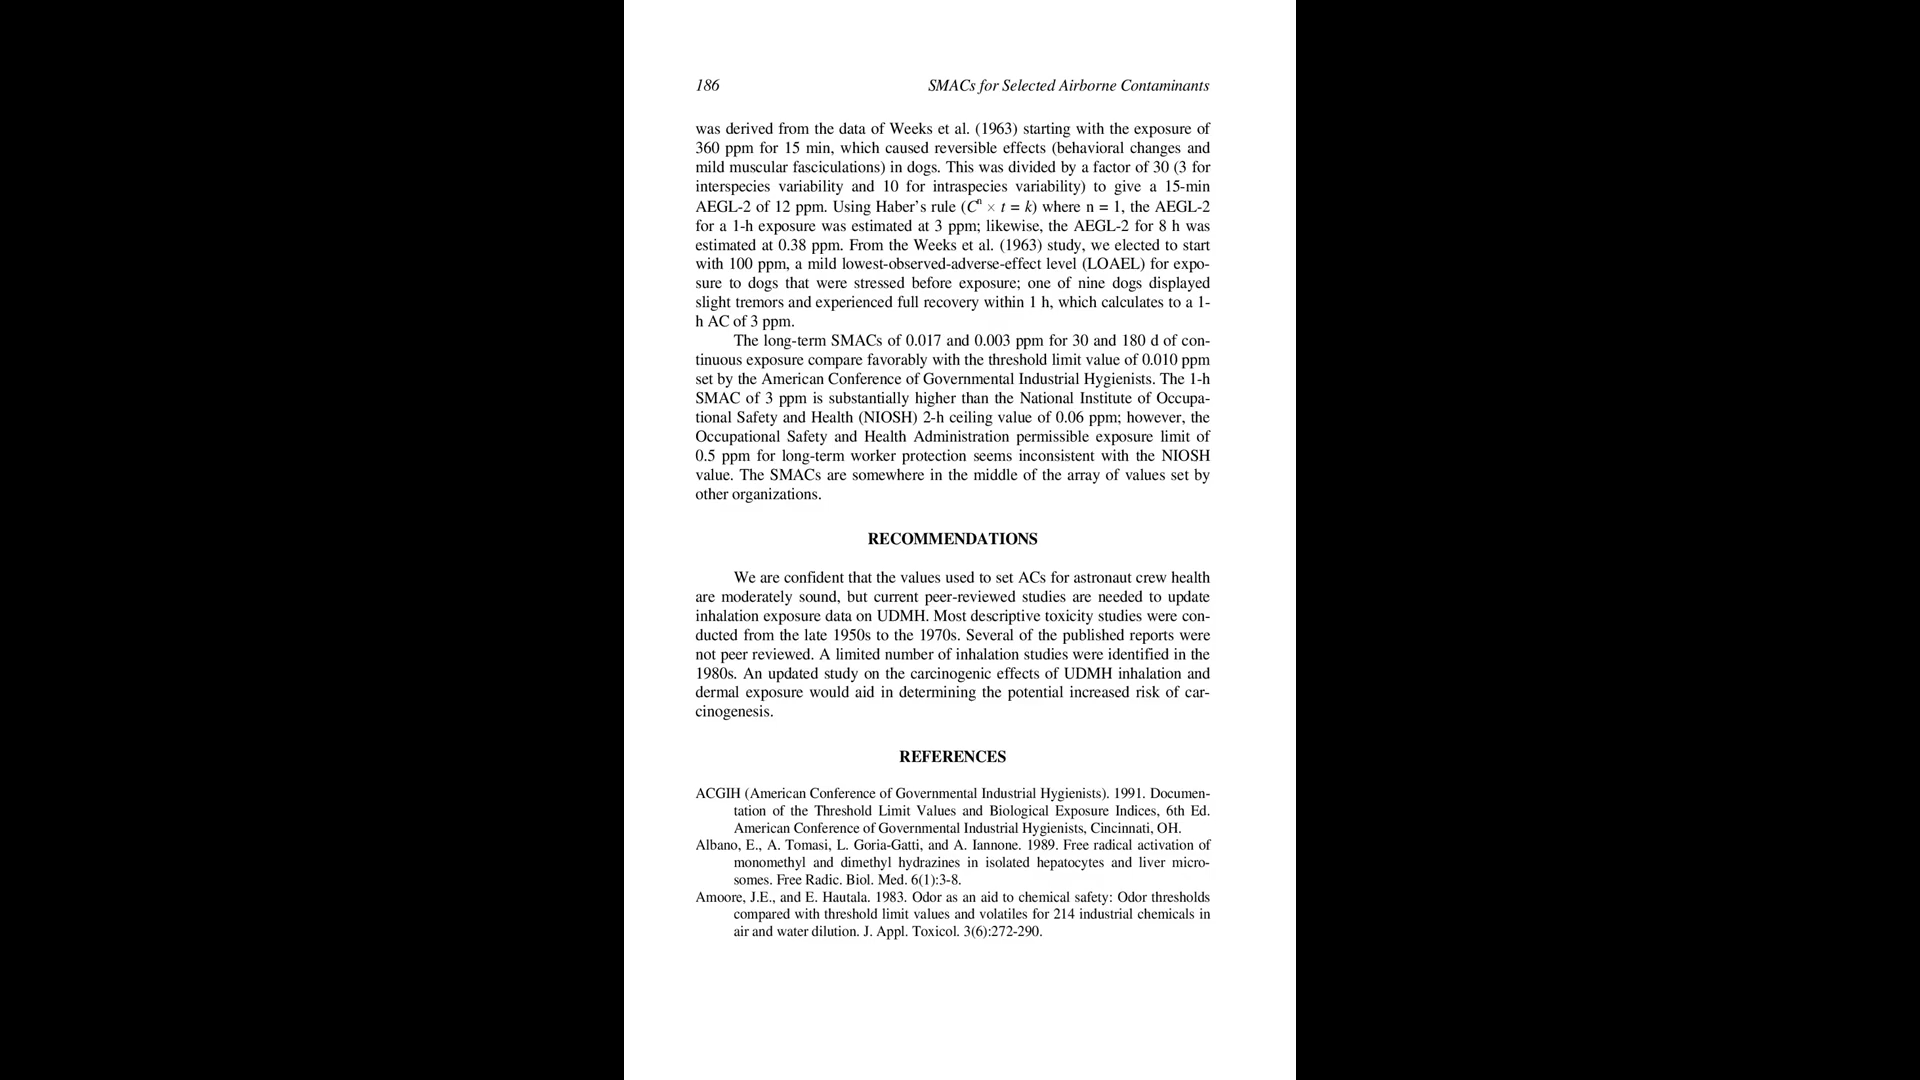 186 SMACs for Selected Airborne Contaminants
was derived from the data of Weeks et al. (1963) starting with the exposure of
360 ppm for 15 min, which caused reversible effects (behavioral changes and
mild muscular fasciculations) in dogs. This was divided by a factor of 30 (3 for
interspecies variability and 10 for intraspecies variability) to give a 15-min
AEGL-2 of 12 ppm. Using Haber’s rule (Cⁿ × t = k) where n = 1, the AEGL-2
for a 1-h exposure was estimated at 3 ppm; likewise, the AEGL-2 for 8 h was
estimated at 0.38 ppm. From the Weeks et al. (1963) study, we elected to start
with 100 ppm, a mild lowest-observed-adverse-effect level (LOAEL) for expo-
sure to dogs that were stressed before exposure; one of nine dogs displayed
slight tremors and experienced full recovery within 1 h, which calculates to a 1-
h AC of 3 ppm.
The long-term SMACs of 0.017 and 0.003 ppm for 30 and 180 d of con-
tinuous exposure compare favorably with the threshold limit value of 0.010 ppm
set by the American Conference of Governmental Industrial Hygienists. The 1-h
SMAC of 3 ppm is substantially higher than the National Institute of Occupa-
tional Safety and Health (NIOSH) 2-h ceiling value of 0.06 ppm; however, the
Occupational Safety and Health Administration permissible exposure limit of
0.5 ppm for long-term worker protection seems inconsistent with the NIOSH
value. The SMACs are somewhere in the middle of the array of values set by
other organizations.
RECOMMENDATIONS
We are confident that the values used to set ACs for astronaut crew health
are moderately sound, but current peer-reviewed studies are needed to update
inhalation exposure data on UDMH. Most descriptive toxicity studies were con-
ducted from the late 1950s to the 1970s. Several of the published reports were
not peer reviewed. A limited number of inhalation studies were identified in the
1980s. An updated study on the carcinogenic effects of UDMH inhalation and
dermal exposure would aid in determining the potential increased risk of car-
cinogenesis.
REFERENCES
ACGIH (American Conference of Governmental Industrial Hygienists). 1991. Documen-
tation of the Threshold Limit Values and Biological Exposure Indices, 6th Ed.
American Conference of Governmental Industrial Hygienists, Cincinnati, OH.
Albano, E., A. Tomasi, L. Goria-Gatti, and A. Iannone. 1989. Free radical activation of
monomethyl and dimethyl hydrazines in isolated hepatocytes and liver micro-
somes. Free Radic. Biol. Med. 6(1):3-8.
Amoore, J.E., and E. Hautala. 1983. Odor as an aid to chemical safety: Odor thresholds
compared with threshold limit values and volatiles for 214 industrial chemicals in
air and water dilution. J. Appl. Toxicol. 3(6):272-290.